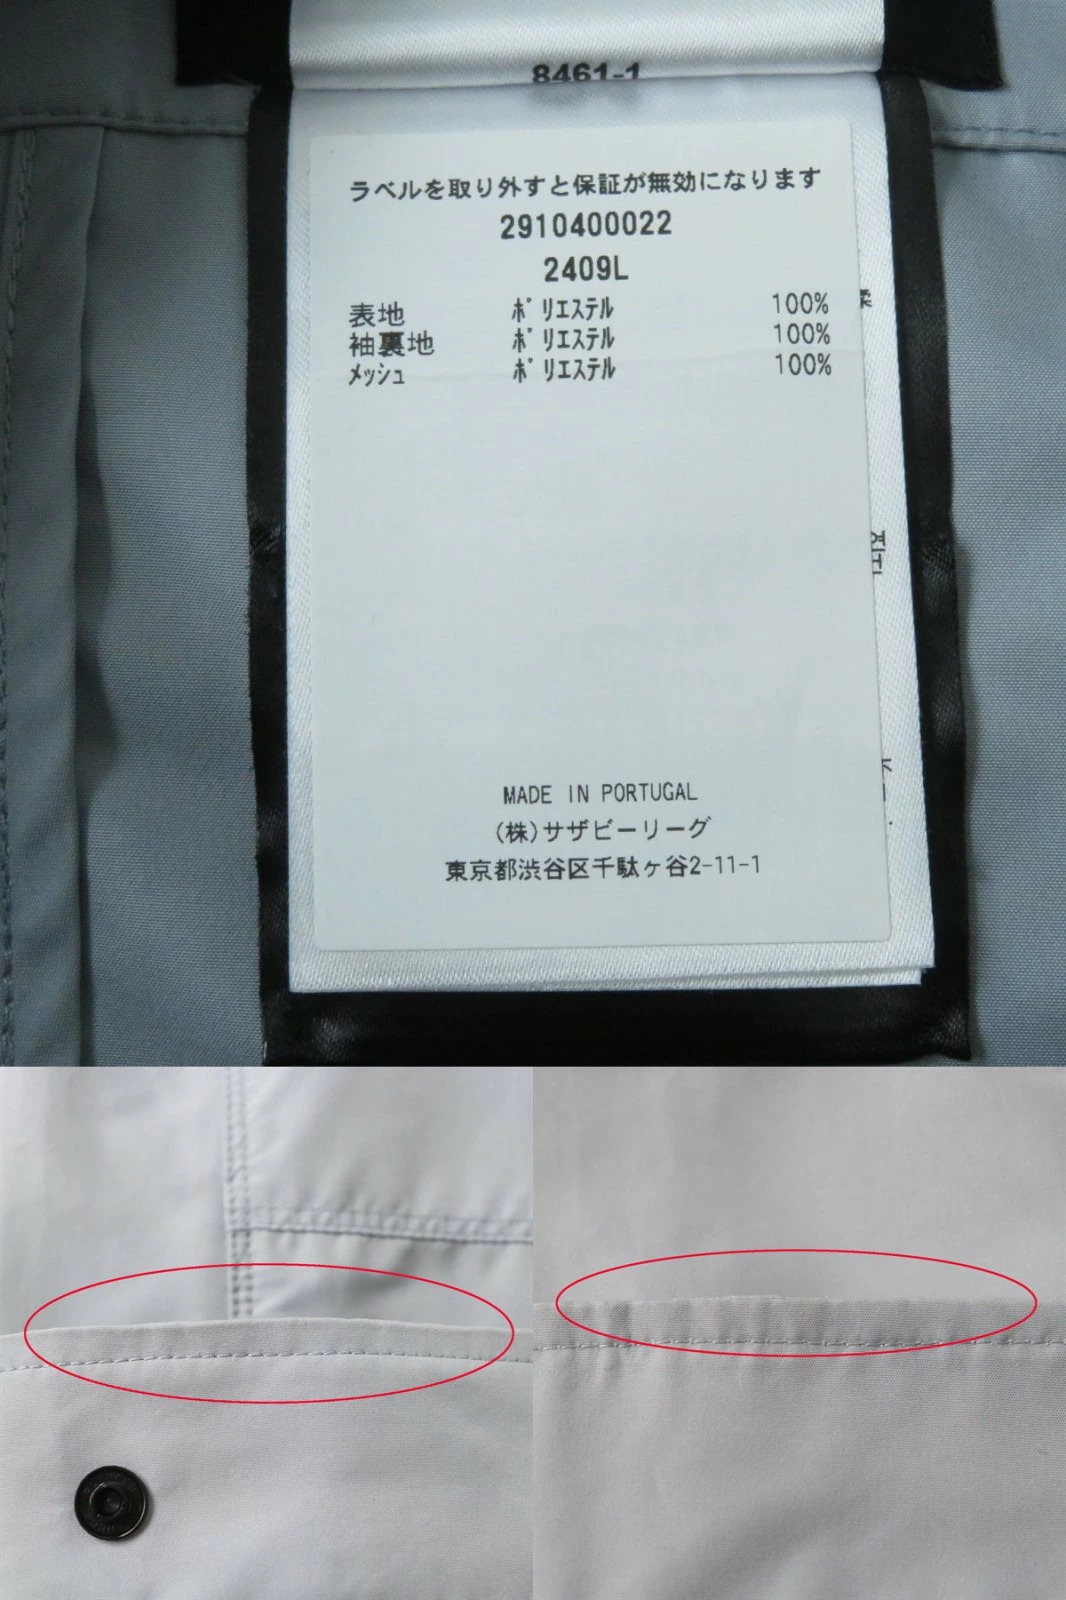 8461-1
ラベルを取り外すと保証が無効になります
2910400022
2409L
表地 ポリエステル 100%
袖裏地 ポリエステル 100%
メッシュ ポリエステル 100%
MADE IN PORTUGAL
(株)サザビーリーグ
東京都渋谷区千駄ヶ谷2-11-1